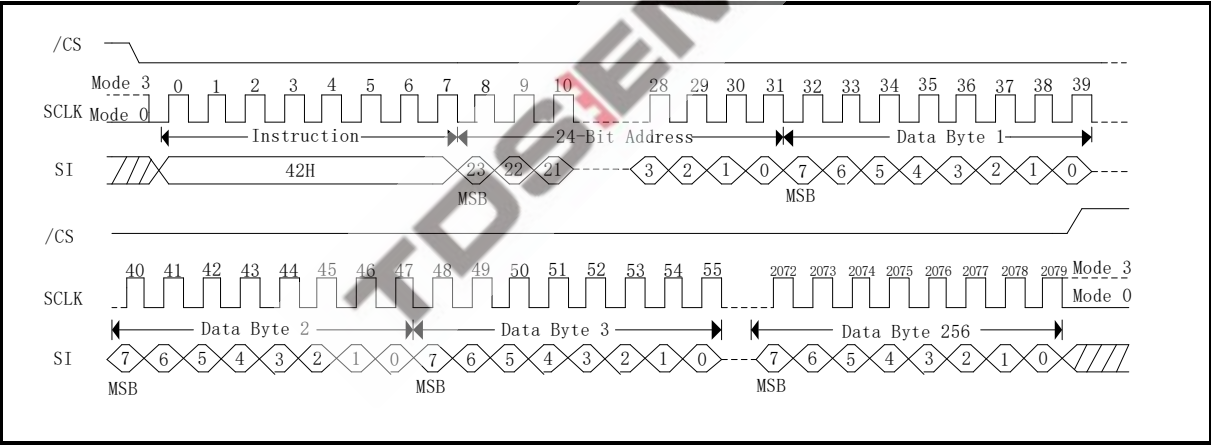 /CS
Mode 3 0 1 2 3 4 5 6 7 8 9 10 28 29 30 31 32 33 34 35 36 37 38 39
SCLK Mode 0
Instruction 24-Bit Address Data Byte 1
SI 42H 23 22 21 3 2 1 0 7 6 5 4 3 2 1 0
MSB MSB
/CS
40 41 42 43 44 45 46 47 48 49 50 51 52 53 54 55 2072 2073 2074 2075 2076 2077 2078 2079 Mode 3
SCLK Mode 0
Data Byte 2 Data Byte 3 Data Byte 256
SI 7 6 5 4 3 2 1 0 7 6 5 4 3 2 1 0 7 6 5 4 3 2 1 0
MSB MSB MSB